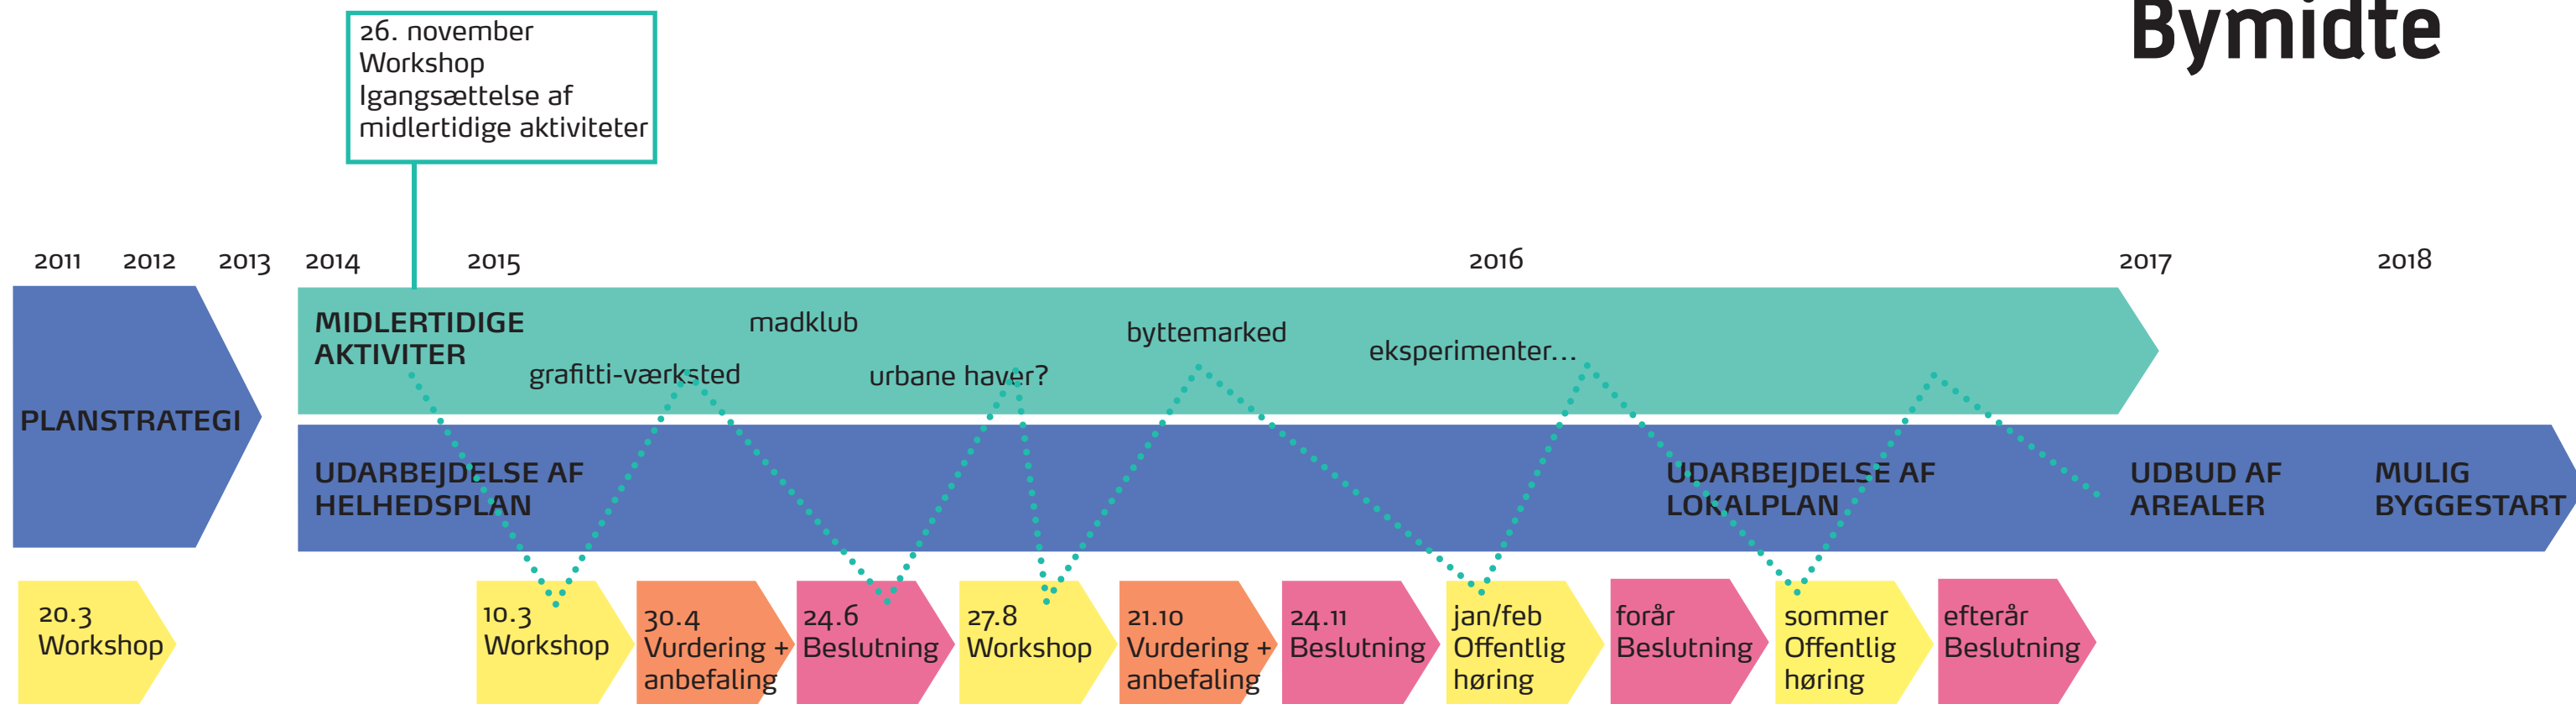 Bymidte
26. november
Workshop
Igangsættelse af
midlertidige aktiviteter
2011 2012 2013 2014 2015 2016 2017 2018
MIDLERTIDIGE
AKTIVITER
grafitti-værksted
madklub
urbane haver?
byttemarked
eksperimenter...
PLANSTRATEGI
UDARBEJDELSE AF
HELHEDSPLAN
UDARBEJDELSE AF
LOKALPLAN
UDBUD AF
AREALER
MULIG
BYGGESTART
20.3
Workshop
10.3
Workshop
30.4
Vurdering +
anbefaling
24.6
Beslutning
27.8
Workshop
21.10
Vurdering +
anbefaling
24.11
Beslutning
jan/feb
Offentlig
høring
forår
Beslutning
sommer
Offentlig
høring
efterår
Beslutning